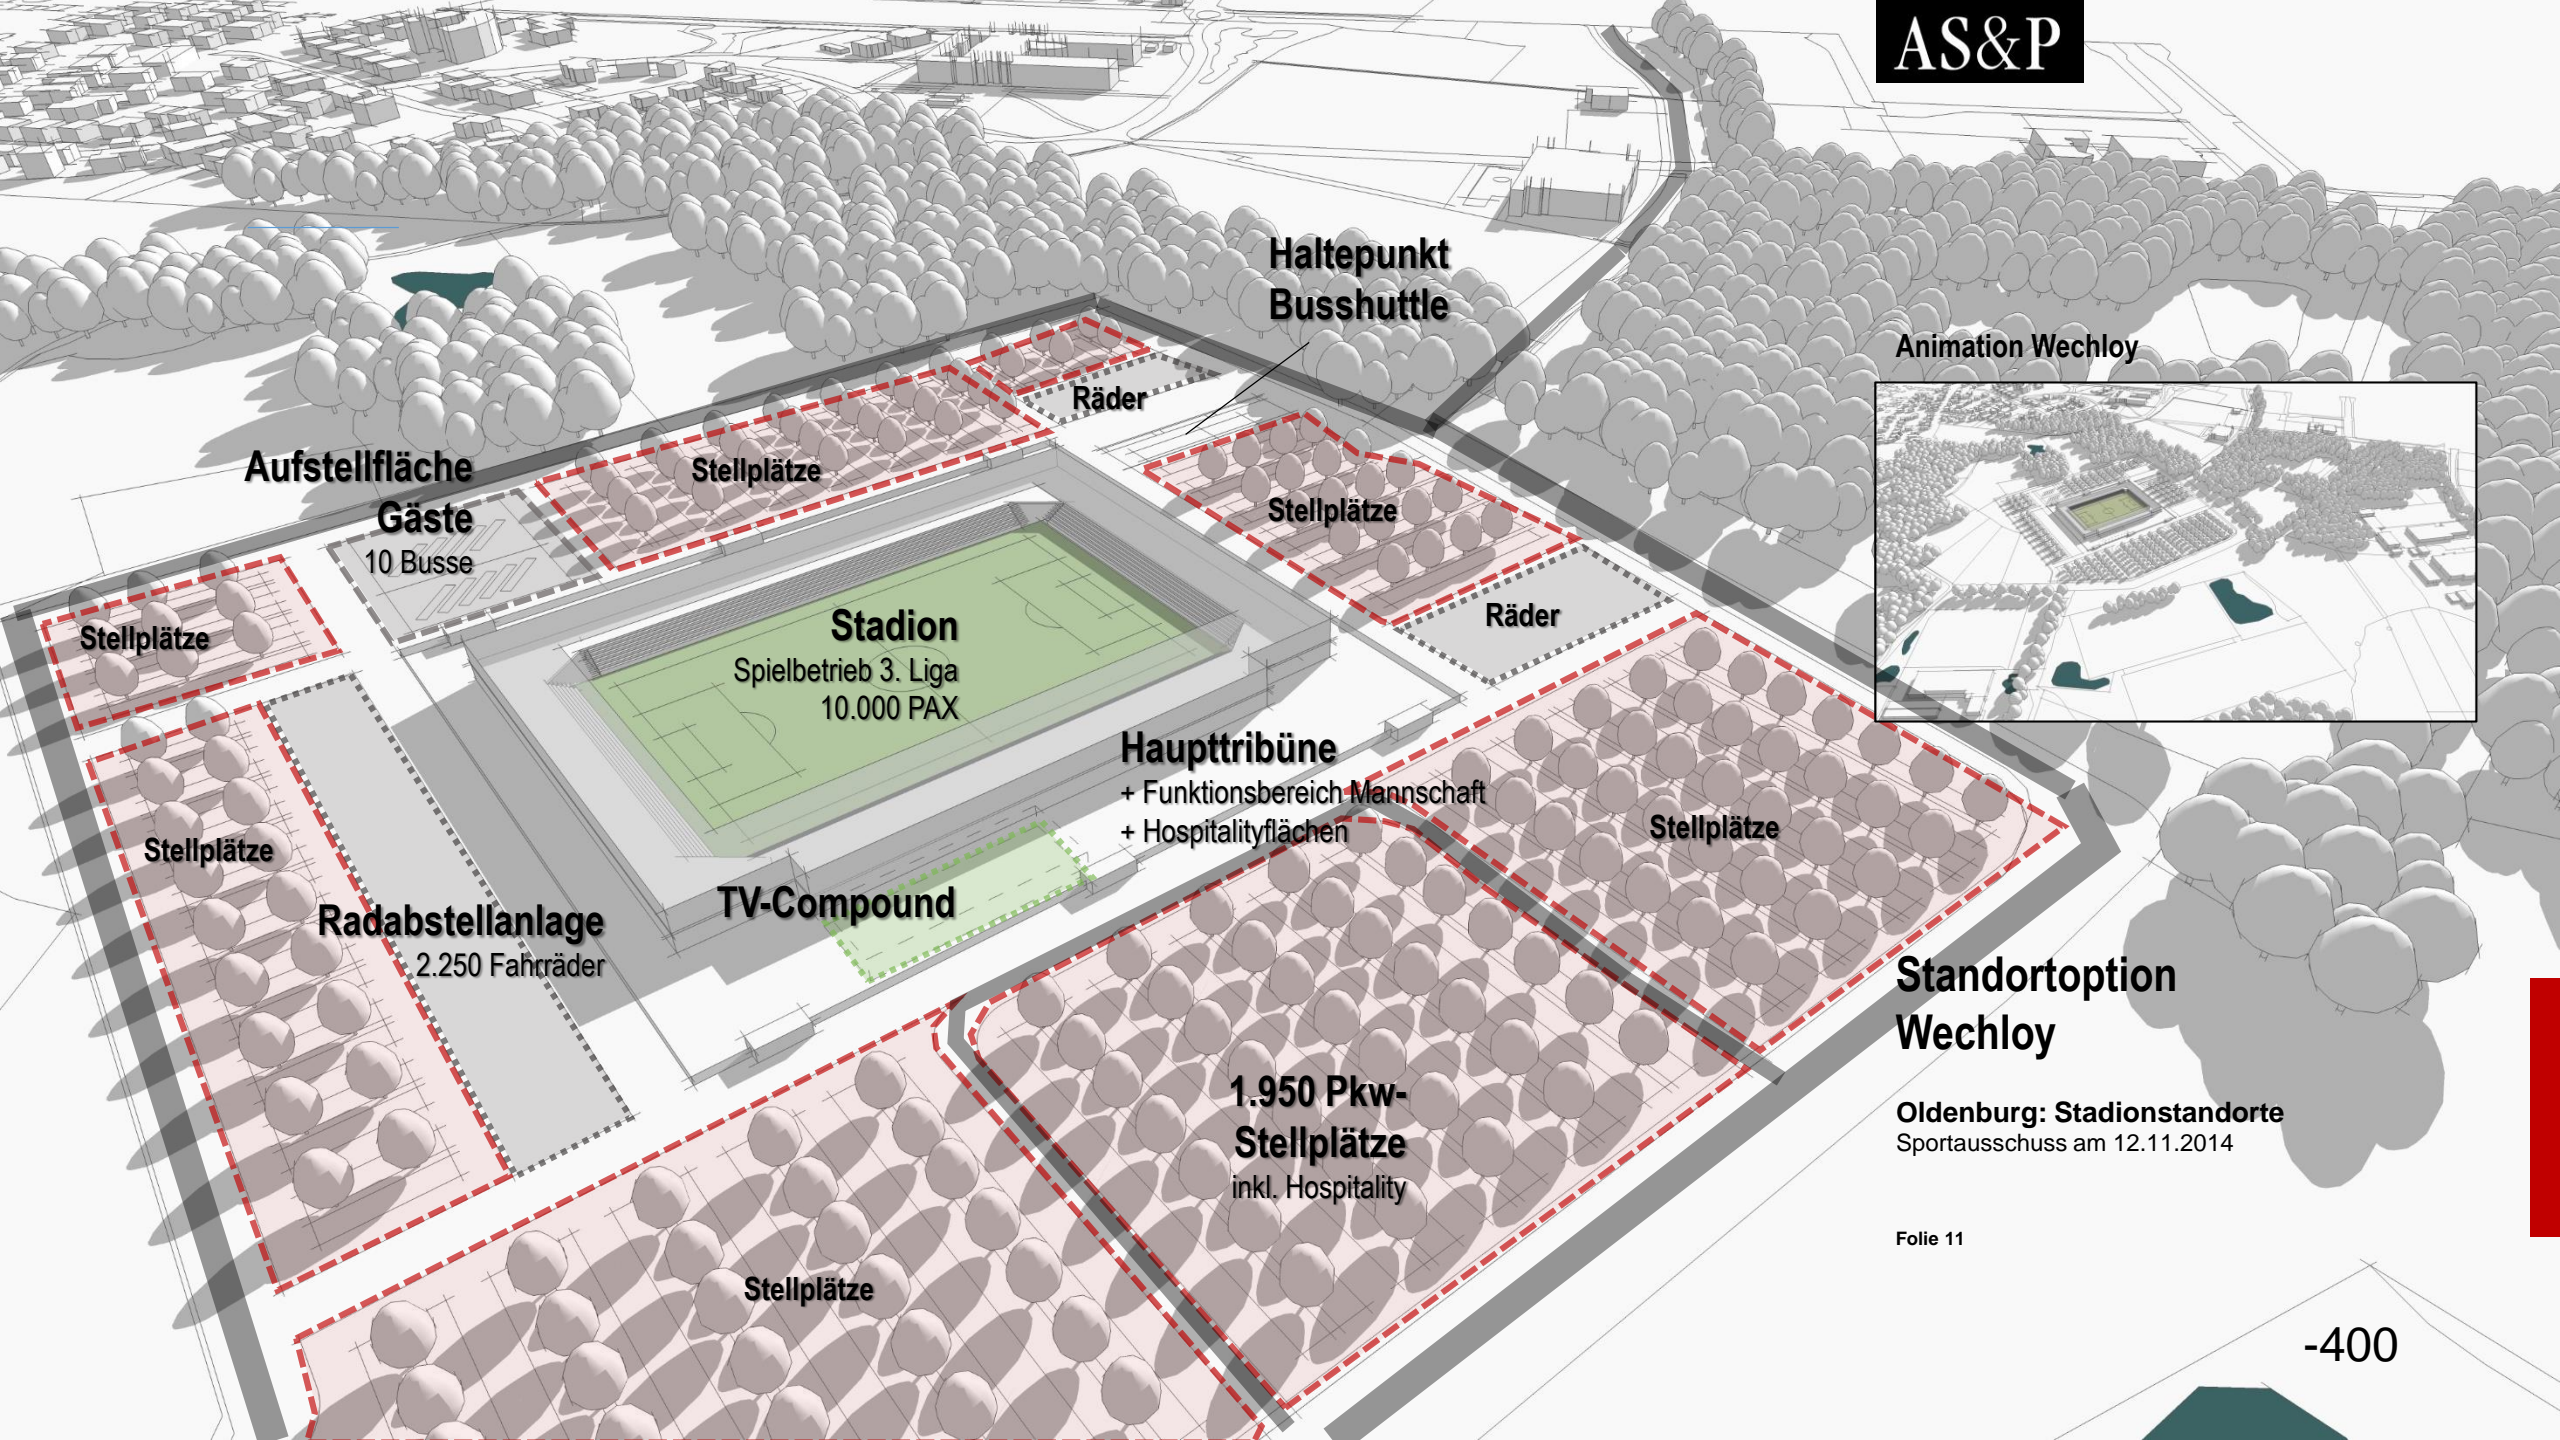 AS&P
Haltepunkt
Busshuttle
Animation Wechloy
Räder
Aufstellfläche
Gäste
10 Busse
Stellplätze
Stellplätze
Stellplätze
Räder
Stadion
Spielbetrieb 3. Liga
10.000 PAX
Haupttribüne
+ Funktionsbereich Mannschaft
+ Hospitalityflächen
Stellplätze
Stellplätze
Radabstellanlage
2.250 Fahrräder
TV-Compound
1.950 Pkw-
Stellplätze
inkl. Hospitality
Stellplätze
Standortoption
Wechloy
Oldenburg: Stadionstandorte
Sportausschuss am 12.11.2014
Folie 11
-400